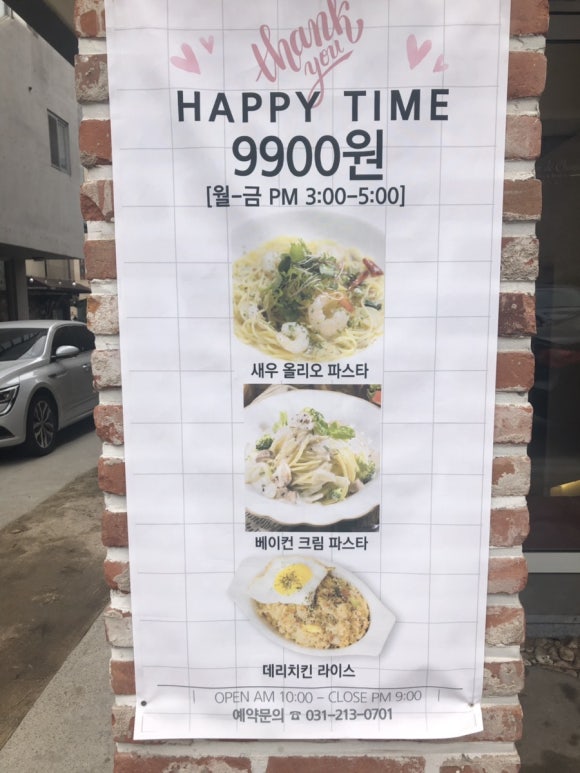 thank
you
HAPPY TIME
9900원
[월-금 PM 3:00-5:00]
새우 올리오 파스타
베이컨 크림 파스타
데리치킨 라이스
OPEN AM 10:00 - CLOSE PM 9:00
예약문의 ☎ 031-213-0701